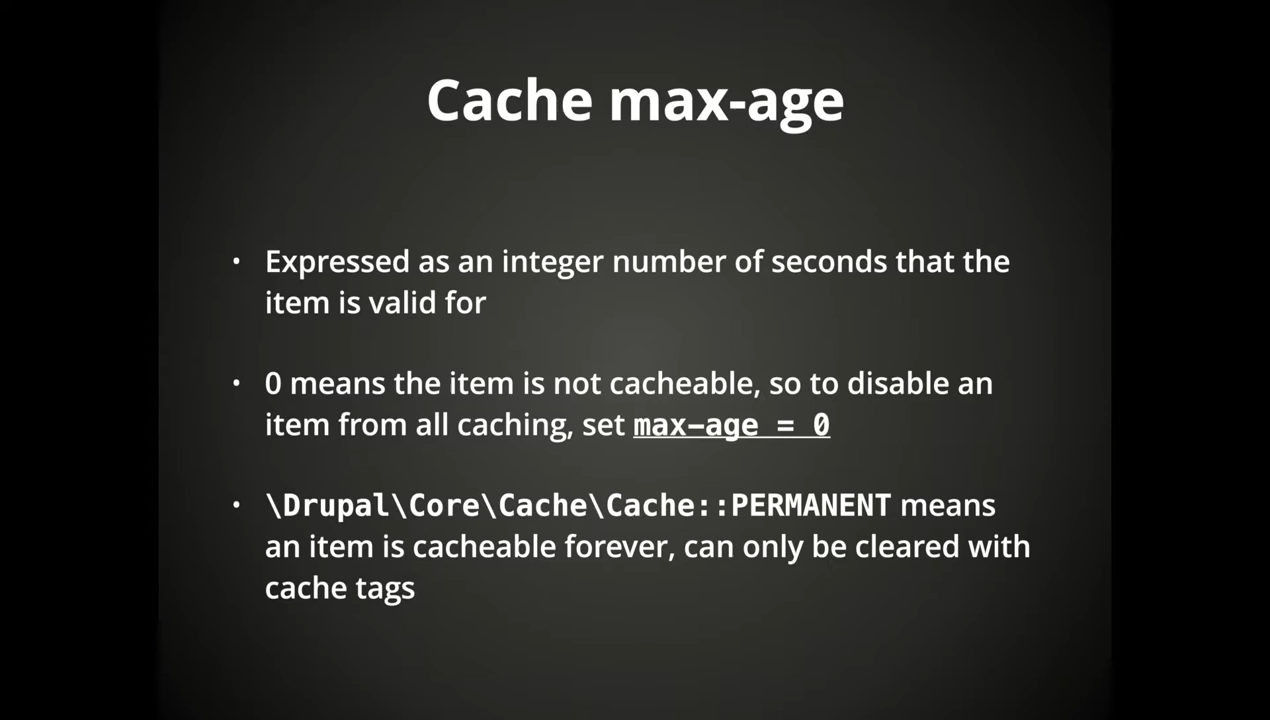 Cache max-age
• Expressed as an integer number of seconds that the
item is valid for
• 0 means the item is not cacheable, so to disable an
item from all caching, set max-age = 0
• \Drupal\Core\Cache\Cache::PERMANENT means
an item is cacheable forever, can only be cleared with
cache tags